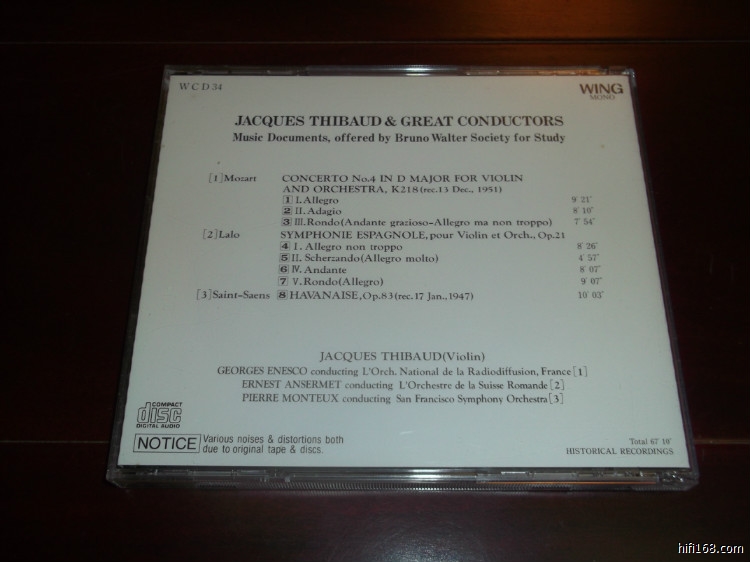 WCD34
WING
MONO
JACQUES THIBAUD & GREAT CONDUCTORS
Music Documents, offered by Bruno Walter Society for Study
[1]Mozart CONCERTO No.4 IN D MAJOR FOR VIOLIN
AND ORCHESTRA, K218(rec.13 Dec., 1951)
1 I.Allegro 9'21"
2 II.Adagio 8'10"
3 III.Rondo(Andante grazioso-Allegro ma non troppo) 7'54"
[2]Lalo SYMPHONIE ESPAGNOLE, pour Violin et Orch., Op.21
4 I. Allegro non troppo 8'26"
5 II. Scherzando(Allegro molto) 4'57"
6 IV. Andante 8'07"
7 V. Rondo(Allegro) 9'07"
[3]Saint-Saens 8 HAVANAISE, Op.83(rec.17 Jan., 1947) 10'03"
JACQUES THIBAUD(Violin)
GEORGES ENESCO conducting L'Orch. National de la Radiodiffusion, France[1]
ERNEST ANSERMET conducting L'Orchestre de la Suisse Romande[2]
PIERRE MONTEUX conducting San Francisco Symphony Orchestra[3]
COMPACT
disc
DIGITAL AUDIO
NOTICE Various noises & distortions both
due to original tape & discs.
Total 67'10"
HISTORICAL RECORDINGS
hifi168.com